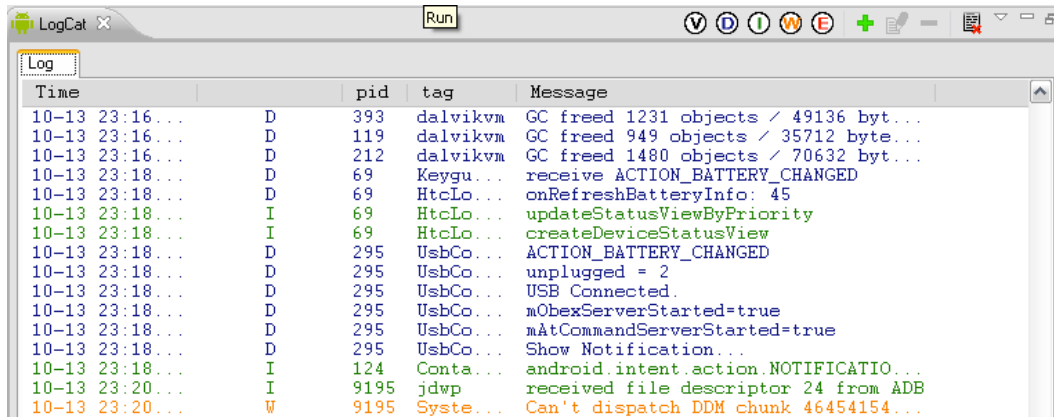 LogCat Run V D I W E
Log
Time pid tag Message
10-13 23:16... D 393 dalvikvm GC freed 1231 objects / 49136 byt...
10-13 23:16... D 119 dalvikvm GC freed 949 objects / 35712 byte...
10-13 23:16... D 212 dalvikvm GC freed 1480 objects / 70632 byt...
10-13 23:18... D 69 Keygu... receive ACTION_BATTERY_CHANGED
10-13 23:18... D 69 HtcLo... onRefreshBatteryInfo: 45
10-13 23:18... I 69 HtcLo... updateStatusViewByPriority
10-13 23:18... I 69 HtcLo... createDeviceStatusView
10-13 23:18... D 295 UsbCo... ACTION_BATTERY_CHANGED
10-13 23:18... D 295 UsbCo... unplugged = 2
10-13 23:18... D 295 UsbCo... USB Connected.
10-13 23:18... D 295 UsbCo... mObexServerStarted=true
10-13 23:18... D 295 UsbCo... mAtCommandServerStarted=true
10-13 23:18... D 295 UsbCo... Show Notification...
10-13 23:18... I 124 Conta... android.intent.action.NOTIFICATIO...
10-13 23:20... I 9195 jdwp received file descriptor 24 from ADB
10-13 23:20... W 9195 Syste... Can't dispatch DDM chunk 46454154...